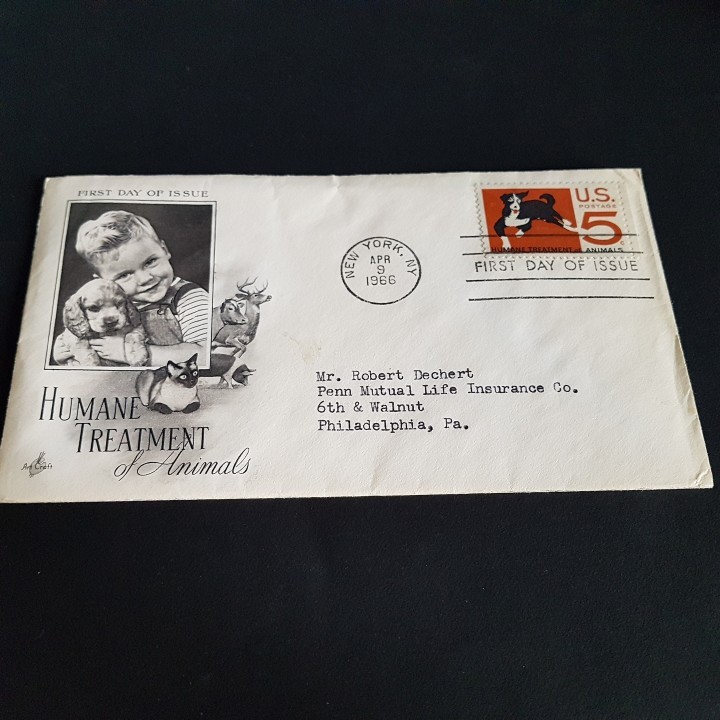 FIRST DAY OF ISSUE
HUMANE
TREATMENT
of Animals
Art Craft
NEW YORK, NY
APR
9
1966
U.S.
POSTAGE
5c
HUMANE TREATMENT of ANIMALS
FIRST DAY OF ISSUE
Mr. Robert Dechert
Penn Mutual Life Insurance Co.
6th & Walnut
Philadelphia, Pa.